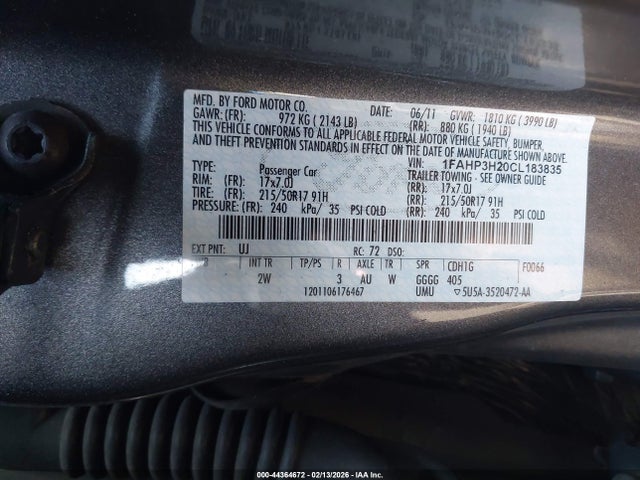 MFD. BY FORD MOTOR CO.
DATE: 06/11 GVWR: 1810 KG ( 3990 LB)
GAWR: (FR): 972 KG ( 2143 LB) (RR): 880 KG ( 1940 LB)
THIS VEHICLE CONFORMS TO ALL APPLICABLE FEDERAL MOTOR VEHICLE SAFETY, BUMPER,
AND THEFT PREVENTION STANDARDS IN EFFECT ON THE DATE OF MANUFACTURE SHOWN ABOVE.
VIN: 1FAHP3H20CL183835
TYPE: Passenger Car TRAILER TOWING - SEE OWNER GUIDE
RIM: (FR): 17x7.0J (RR): 17x7.0J
TIRE: (FR): 215/50R17 91H (RR): 215/50R17 91H
PRESSURE: (FR): 240 kPa/ 35 PSI COLD (RR): 240 kPa/ 35 PSI COLD
EXT PNT: UJ RC: 72 DSO: F0066
B INT TR TP/PS R AXLE TR SPR CDH1G
2W 3 AU W GGGG 405
1201106176467 UMU 5U5A-3520472-AA
000-44364672 - 02/13/2026 - IAA Inc.